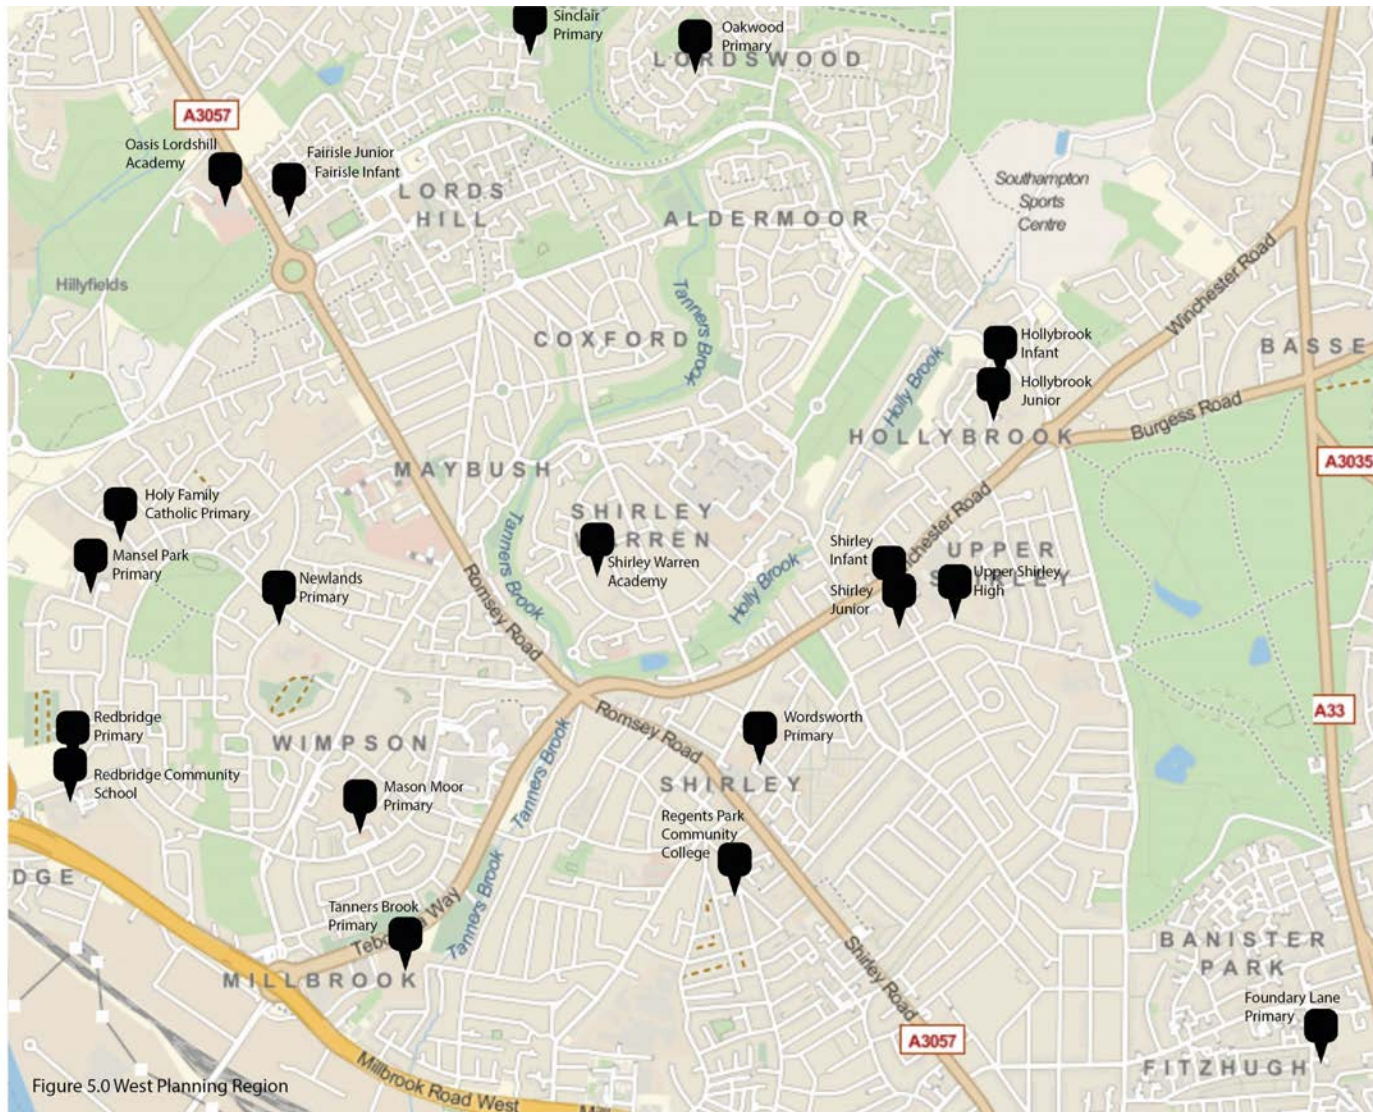 Sinclair
Primary
Oakwood
Primary
LORDSWOOD
A3057
Oasis Lordshill
Academy
Fairisle Junior
Fairisle Infant
LORDS
HILL
ALDERMOOR
Southampton
Sports
Centre
Hillyfields
Tanners Brook
Winchester Road
COXFORD
Holly Brook
Hollybrook
Infant
Hollybrook
Junior
BASSE
Burgess Road
HOLLYBROOK
A3035
MAYBUSH
Holy Family
Catholic Primary
Mansel Park
Primary
Newlands
Primary
Tanners Brook
SHIRLEY
WARREN
Shirley Warren
Academy
Romsey Road
Holly Brook
Winchester Road
Shirley
Infant
Shirley
Junior
UPPER
SHIRLEY
Upper Shirley
High
Redbridge
Primary
Redbridge Community
School
WIMPSON
Mason Moor
Primary
Tanners Brook
Romsey Road
Wordsworth
Primary
SHIRLEY
A33
Regents Park
Community
College
DGE
Tanners Brook
Primary
Tanners Brook
Way
MILLBROOK
Shirley Road
BANISTER
PARK
Foundary Lane
Primary
A3057
FITZHUGH
Figure 5.0 West Planning Region
Millbrook Road West